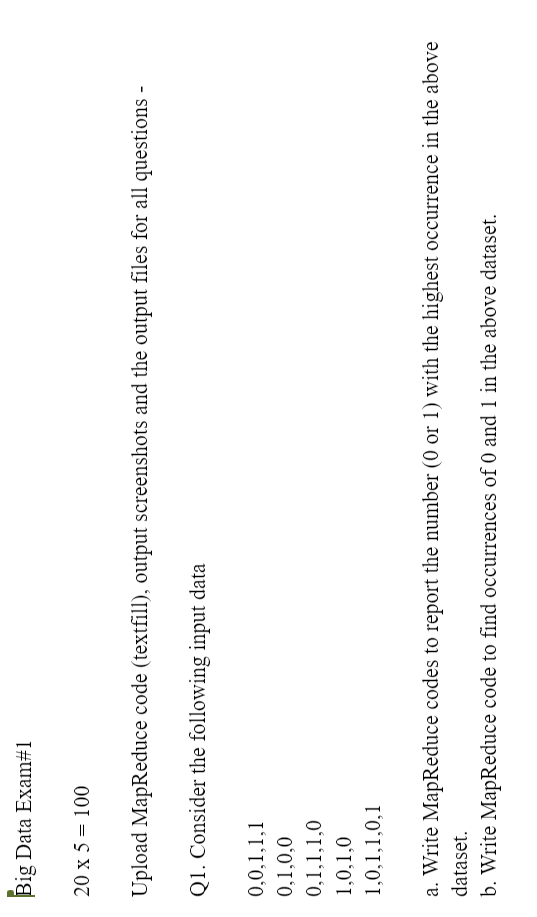 Big Data Exam#1
20 x 5 = 100
Upload MapReduce code (textfill), output screenshots and the output files for all questions -
Q1. Consider the following input data
0,0,1,1,1
0,1,0,0
0,1,1,1,0
1,0,1,0
1,0,1,1,0,1
a. Write MapReduce codes to report the number (0 or 1) with the highest occurrence in the above
dataset.
b. Write MapReduce code to find occurrences of 0 and 1 in the above dataset.